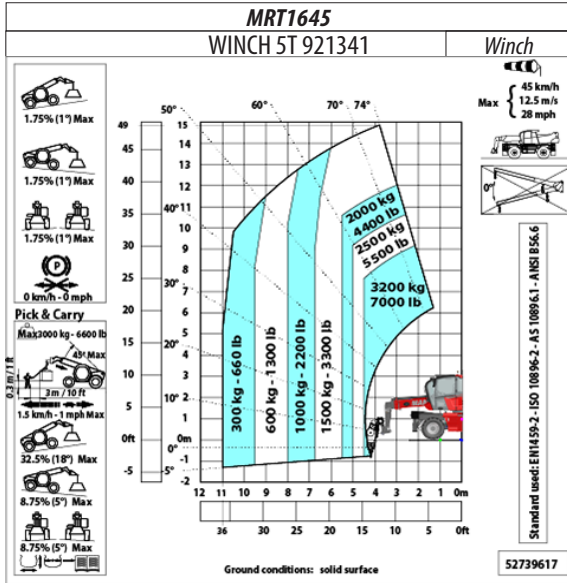 MRT1645
WINCH 5T 921341
Winch
1.75% (1°) Max
1.75% (1°) Max
1.75% (1°) Max
P
0 km/h - 0 mph
Pick & Carry
Max3000 kg - 6600 lb
45° Max
0.3 m / 1 ft
3m / 10 ft
1.5 km/h - 1 mph Max
32.5% (18°) Max
8.75% (5°) Max
8.75% (5°) Max
49
45
40
35
30
25
20
15
10
5
0ft
-5
15
14
13
12
11
10
9
8
7
6
5
4
3
2
1
0m
-1
-2
50°
60°
70°
74°
40°
30°
20°
10°
0°
-5°
2000 kg
4400 lb
2500 kg
5500 lb
3200 kg
7000 lb
300 kg - 660 lb
600 kg - 1300 lb
1000 kg - 2200 lb
1500 kg - 3300 lb
12 11 10 9 8 7 6 5 4 3 2 1 0m
36 30 25 20 15 10 5 0ft
Ground conditions: solid surface
Max
45 km/h
12.5 m/s
28 mph
0°
Standard used: EN1459-2 - ISO 10896-2 - AS 10896.1 - ANSI B56.6
52739617